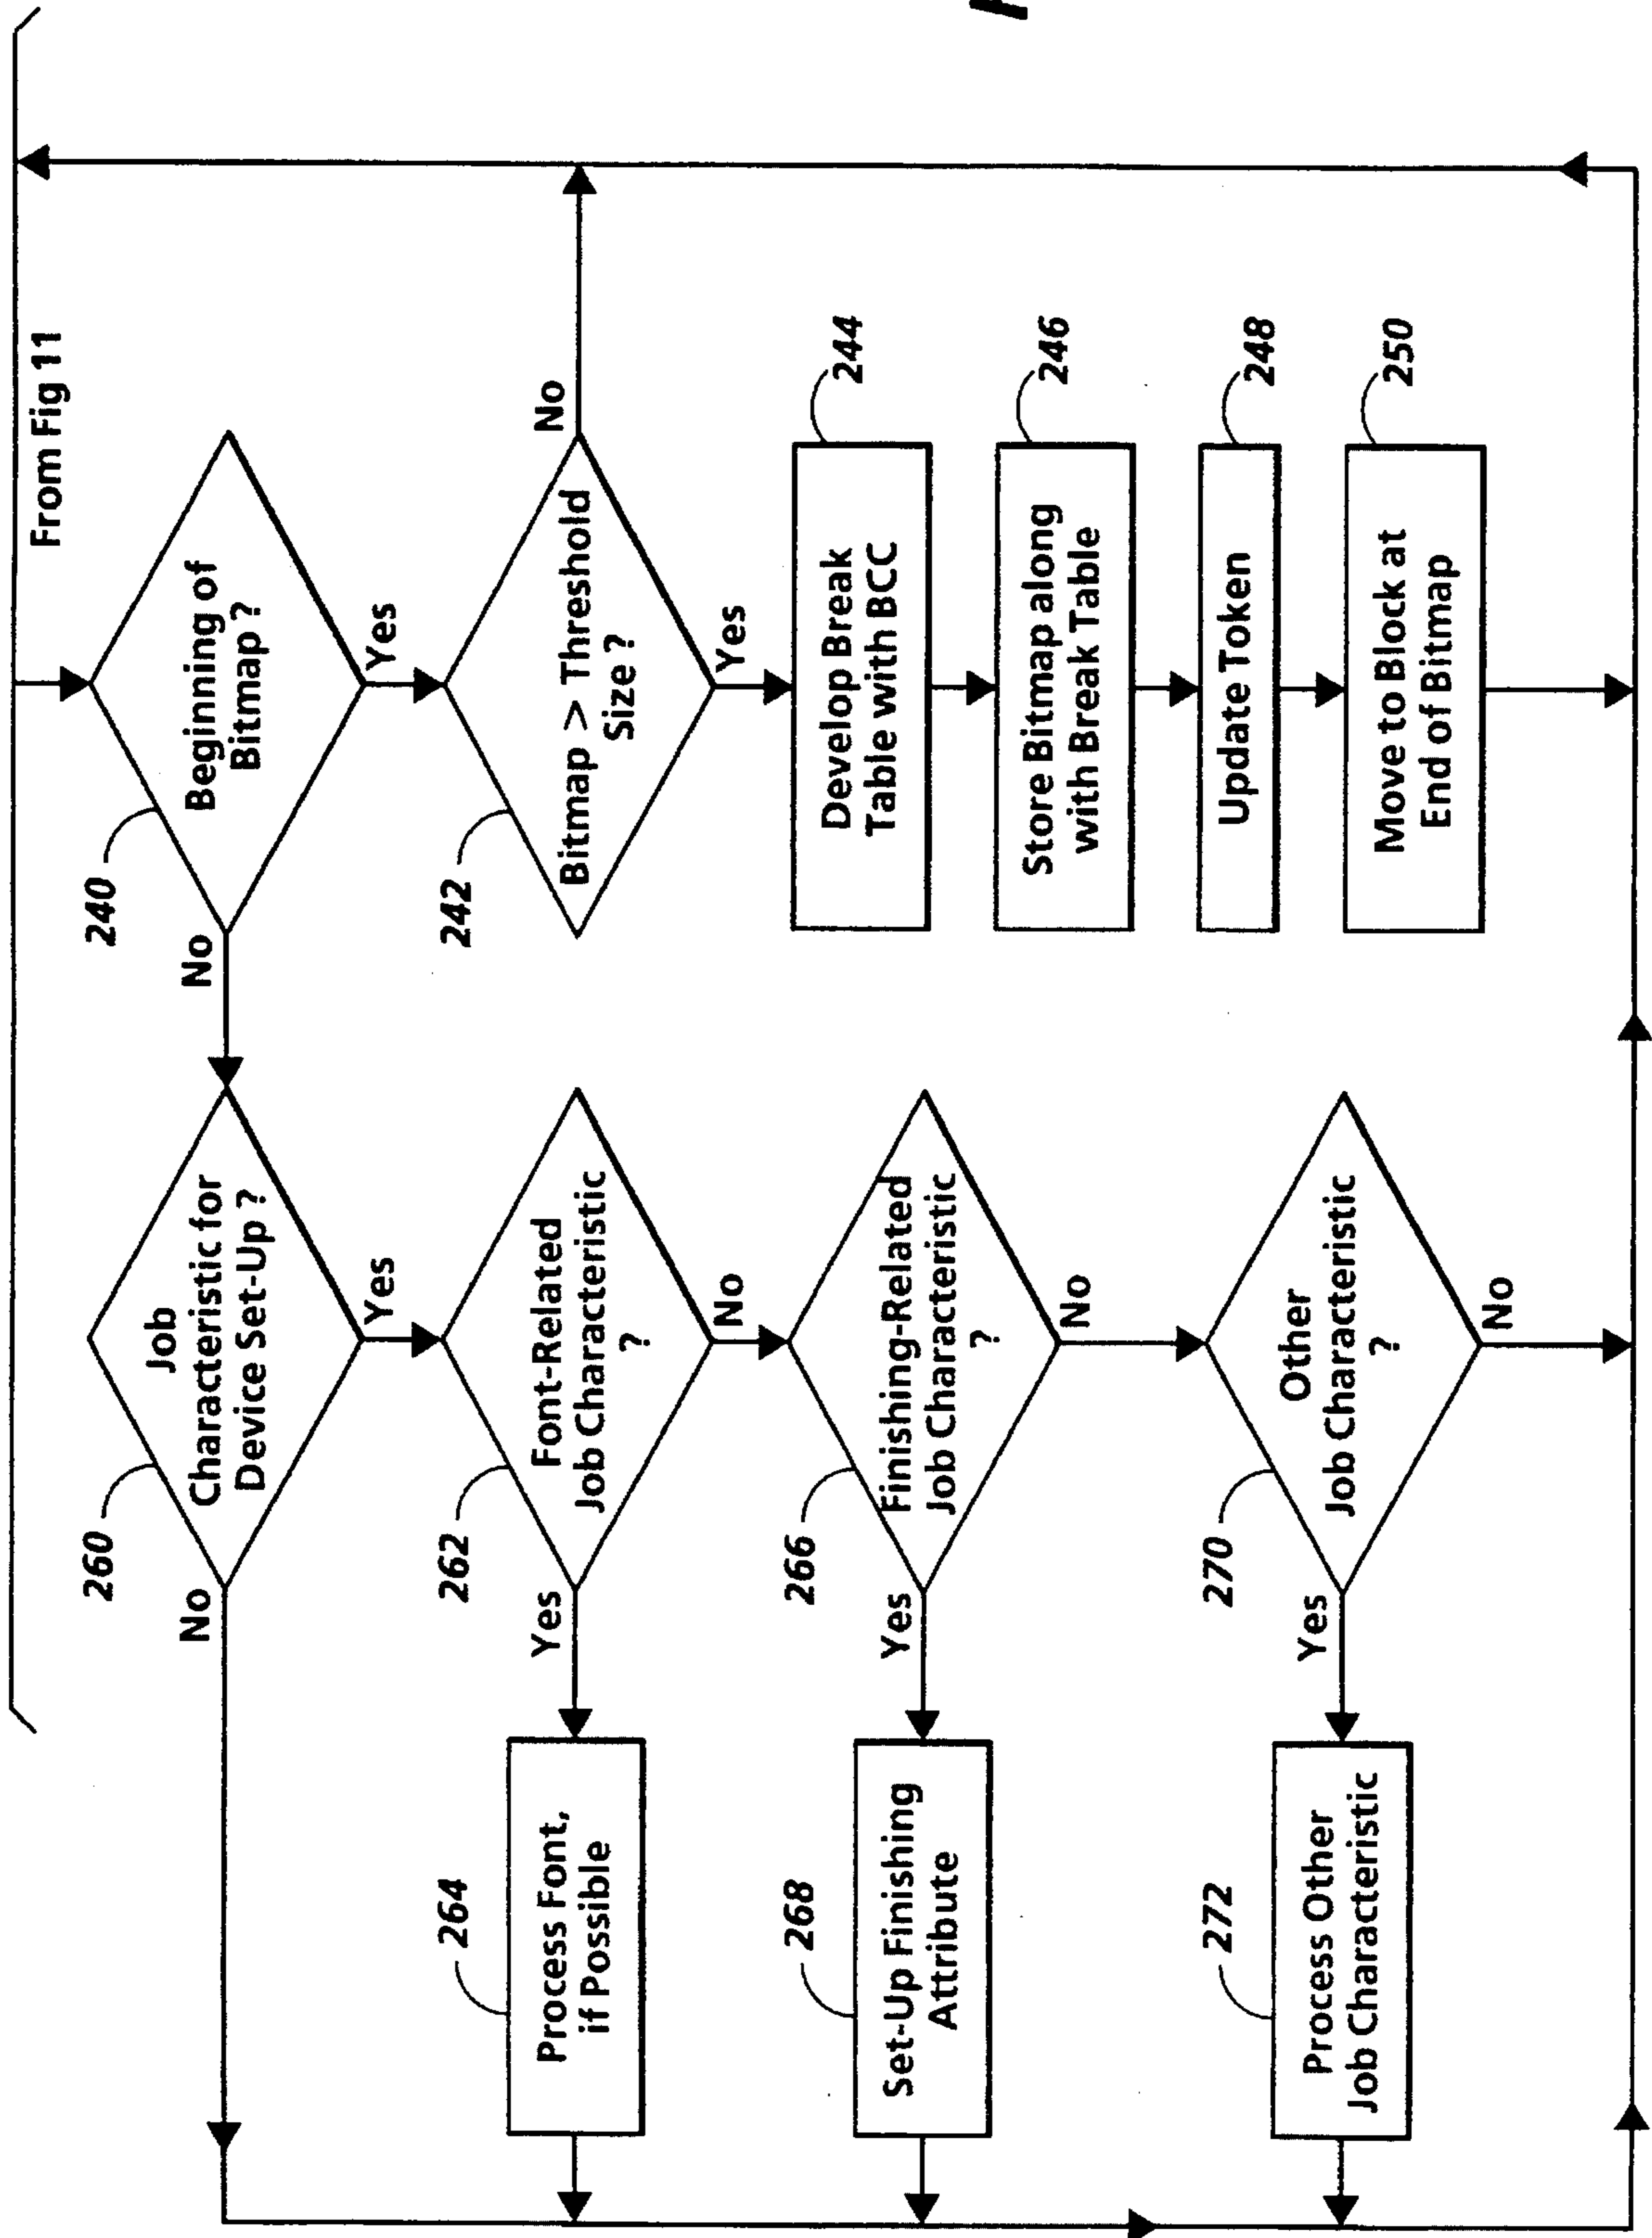 From Fig 11
Beginning of
Bitmap ?
240
Yes
No
Bitmap > Threshold
Size ?
242
No
Yes
Develop Break
Table with BCC
244
Store Bitmap along
with Break Table
246
Update Token
248
Move to Block at
End of Bitmap
250
Job
Characteristic for
Device Set-Up ?
260
No
Yes
Font-Related
Job Characteristic
?
262
Yes
No
Process Font,
if Possible
264
Finishing-Related
Job Characteristic
?
266
Yes
No
Set-Up Finishing
Attribute
268
Other
Job Characteristic
?
270
Yes
No
Process Other
Job Characteristic
272